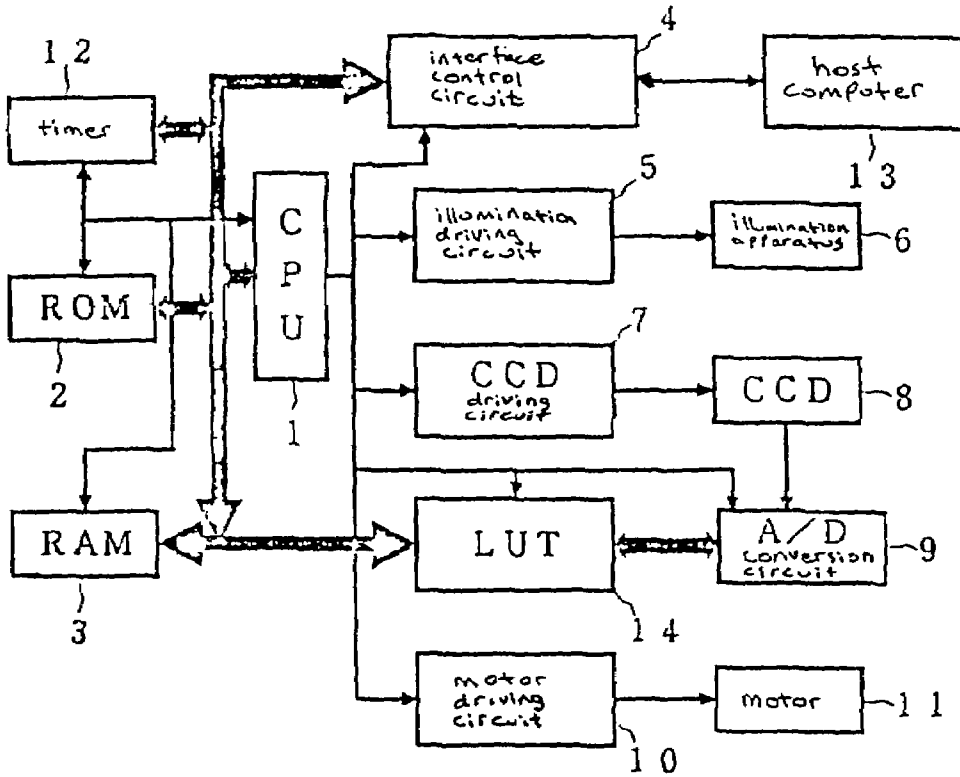 1 2
timer
ROM
2
RAM
3
C
P
U
1
4
interface
control
circuit
host
computer
1 3
5
illumination
driving
circuit
illumination
apparatus
6
7
CCD
driving
circuit
CCD
8
LUT
1 4
A/D
conversion
circuit
9
motor
driving
circuit
1 0
motor
1 1